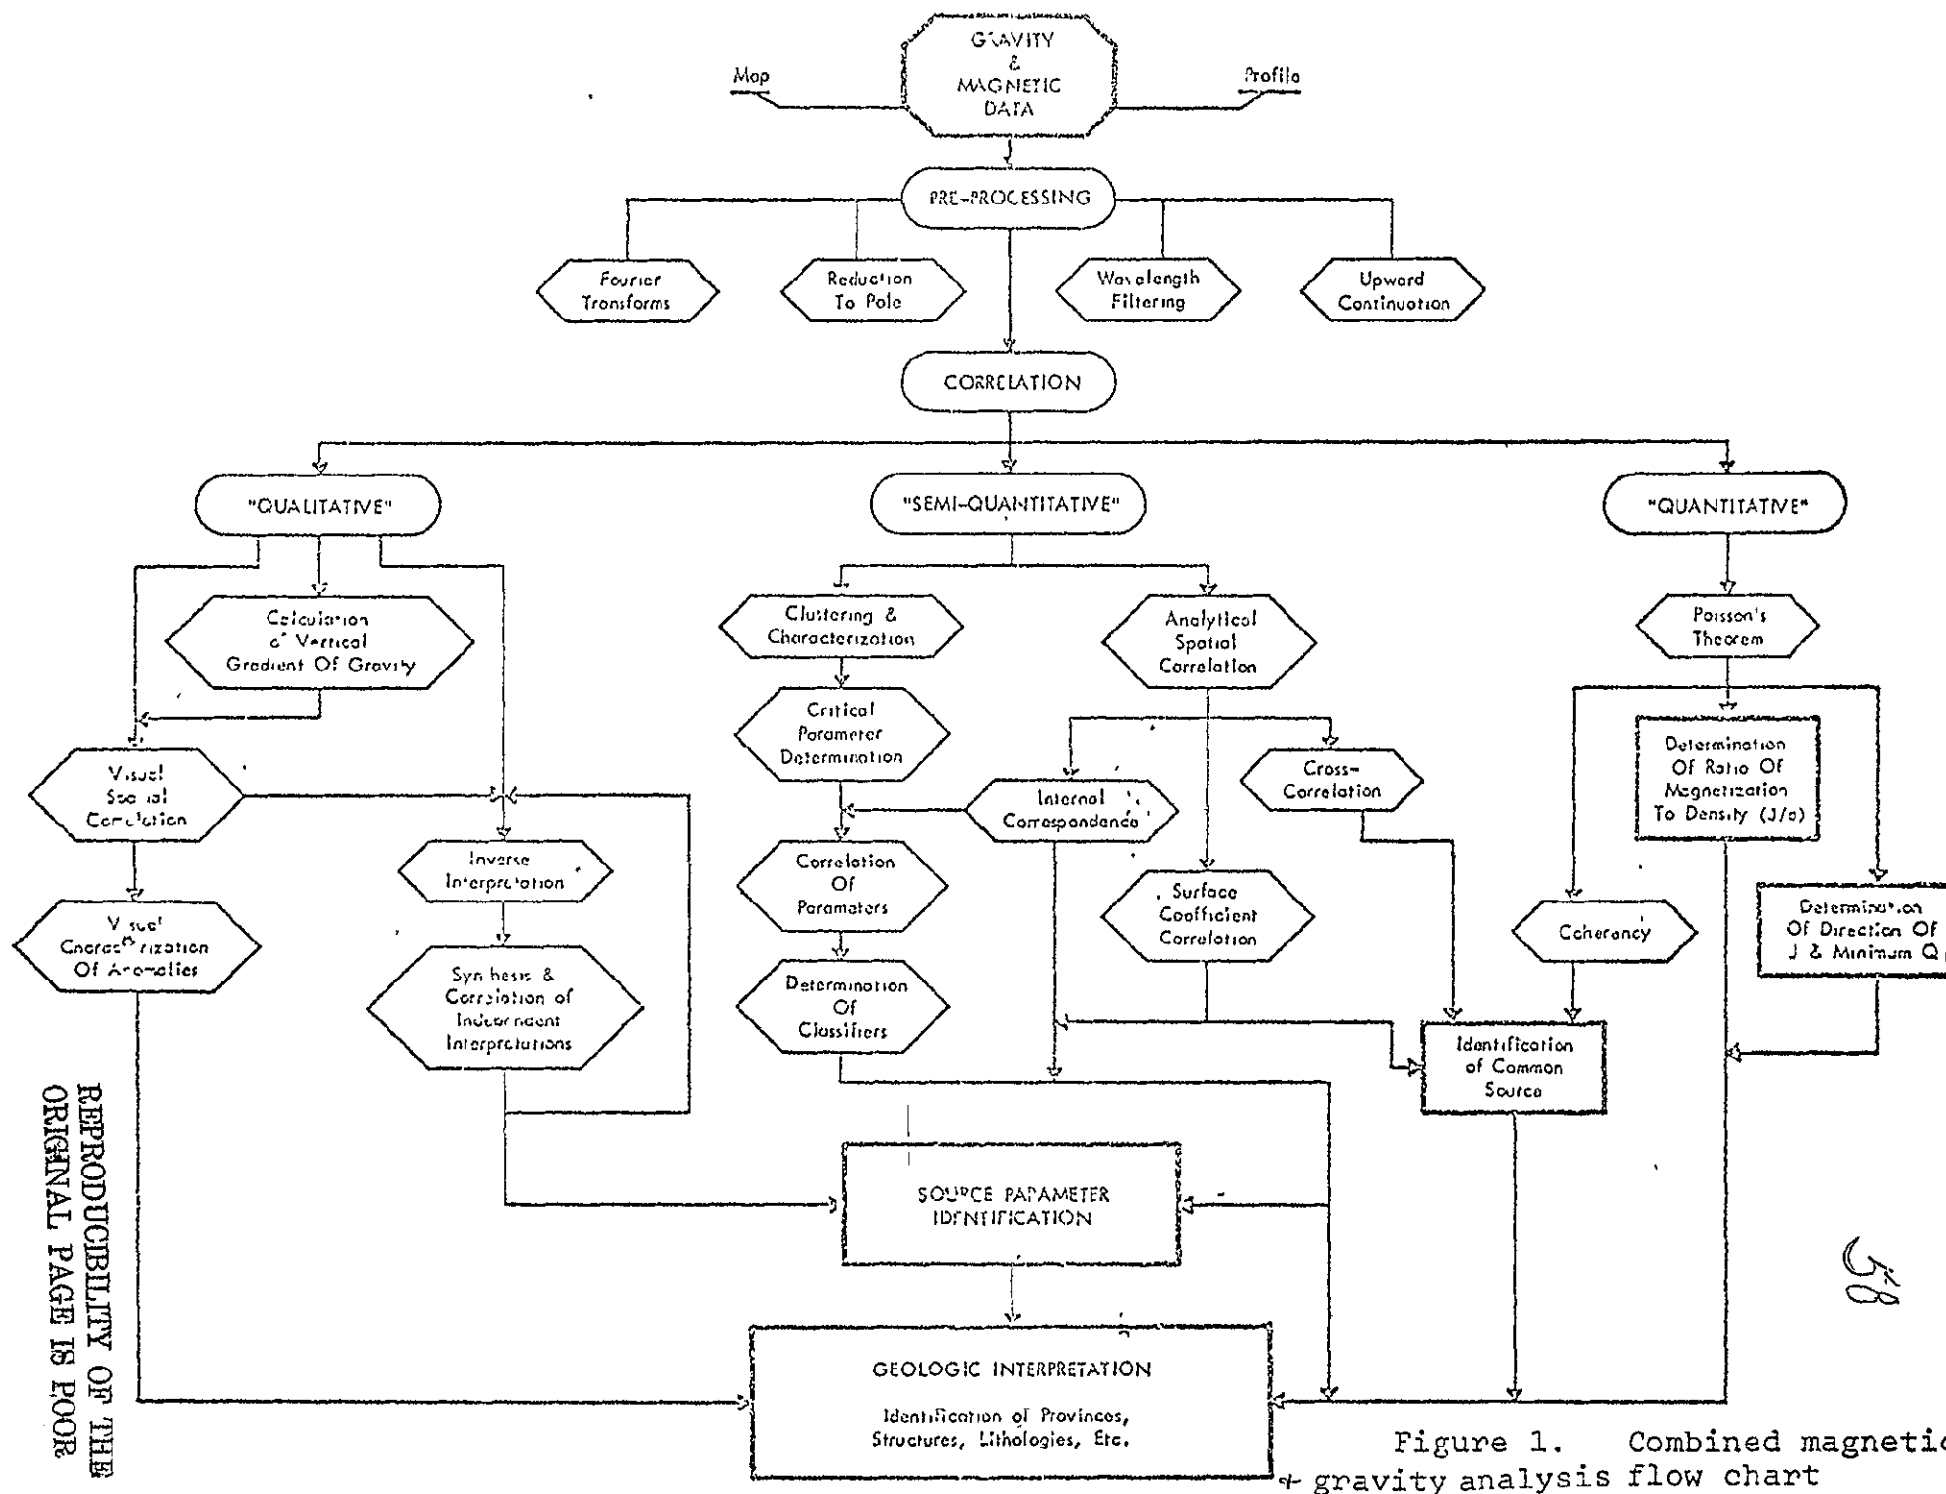 GRAVITY
&
MAGNETIC
DATA
Map
Profile
PRE-PROCESSING
Fourier
Transforms
Reduction
To Pole
Wavelength
Filtering
Upward
Continuation
CORRELATION
"QUALITATIVE"
"SEMI-QUANTITATIVE"
"QUANTITATIVE"
Calculation
of Vertical
Gradient Of Gravity
Clustering &
Characterization
Analytical
Spatial
Correlation
Poisson's
Theorem
Critical
Parameter
Determination
Determination
Of Ratio Of
Magnetization
To Density
Visual
Spatial
Correlation
Internal
Correspondence
Cross-
Correlation
Inverse
Interpretation
Correlation
Of
Parameters
Surface
Coefficient
Correlation
Visual
Characterization
Of Anomalies
Coherancy
Determination
Of Direction Of
J & Minimum Q
Synthesis &
Correlation of
Independent
Interpretations
Determination
Of
Classifiers
Identification
of Common
Source
SOURCE PARAMETER
IDENTIFICATION
GEOLOGIC INTERPRETATION
Identification of Provinces,
Structures, Lithologies, Etc.
REPRODUCIBILITY OF THE
ORIGINAL PAGE IS POOR
58
Figure 1. Combined magnetic
+ gravity analysis flow chart